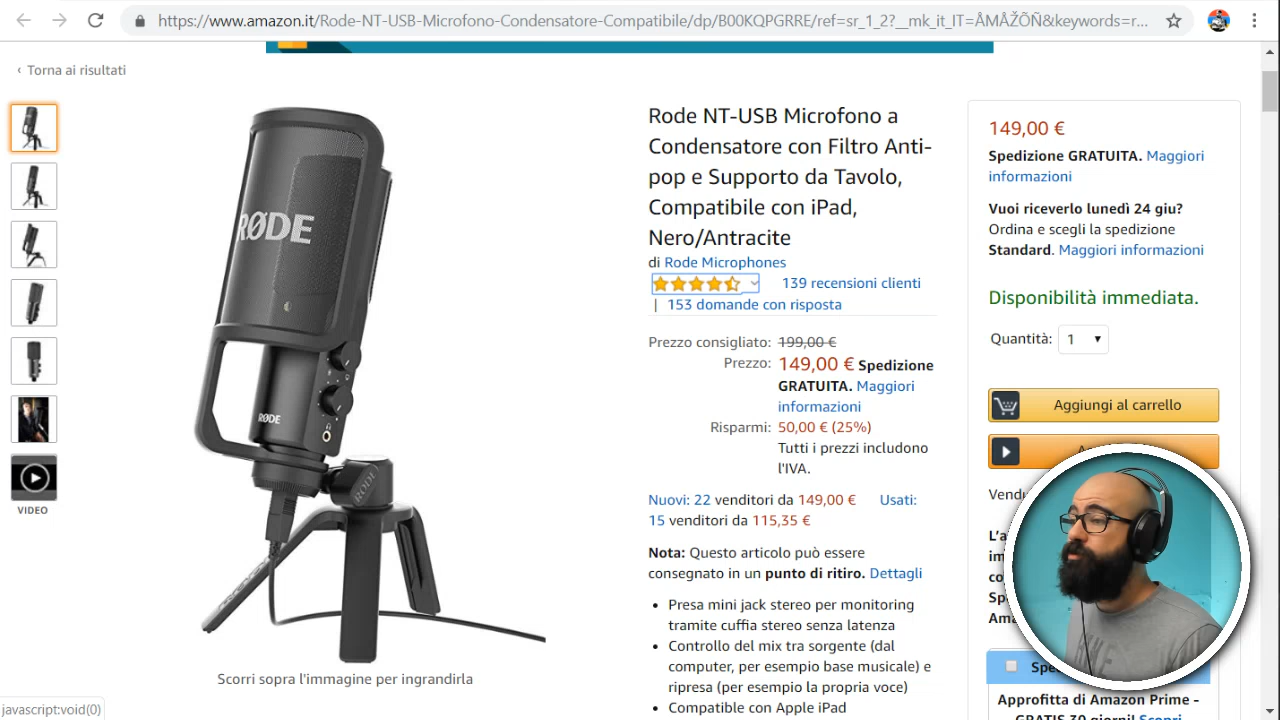 https://www.amazon.it/Rode-NT-USB-Microfono-Condensatore-Compatibile/dp/B00KQPGRRE/ref=sr_1_2?__mk_it_IT=ÅMÅŽÕÑ&keywords=r...
‹ Torna ai risultati
RØDE
RØDE
RØDE
VIDEO
Scorri sopra l'immagine per ingrandirla
Rode NT-USB Microfono a
Condensatore con Filtro Anti-
pop e Supporto da Tavolo,
Compatibile con iPad,
Nero/Antracite
di Rode Microphones
139 recensioni clienti
| 153 domande con risposta
Prezzo consigliato: 199,00 €
Prezzo: 149,00 € Spedizione
GRATUITA. Maggiori
informazioni
Risparmi: 50,00 € (25%)
Tutti i prezzi includono
l'IVA.
Nuovi: 22 venditori da 149,00 € Usati:
15 venditori da 115,35 €
Nota: Questo articolo può essere
consegnato in un punto di ritiro. Dettagli
• Presa mini jack stereo per monitoring
tramite cuffia stereo senza latenza
• Controllo del mix tra sorgente (dal
computer, per esempio base musicale) e
ripresa (per esempio la propria voce)
• Compatibile con Apple iPad
149,00 €
Spedizione GRATUITA. Maggiori
informazioni
Vuoi riceverlo lunedì 24 giu?
Ordina e scegli la spedizione
Standard. Maggiori informazioni
Disponibilità immediata.
Quantità: 1
Aggiungi al carrello
Approfitta di Amazon Prime -
GRATIS 30 giorni! Scopri
javascript:void(0)